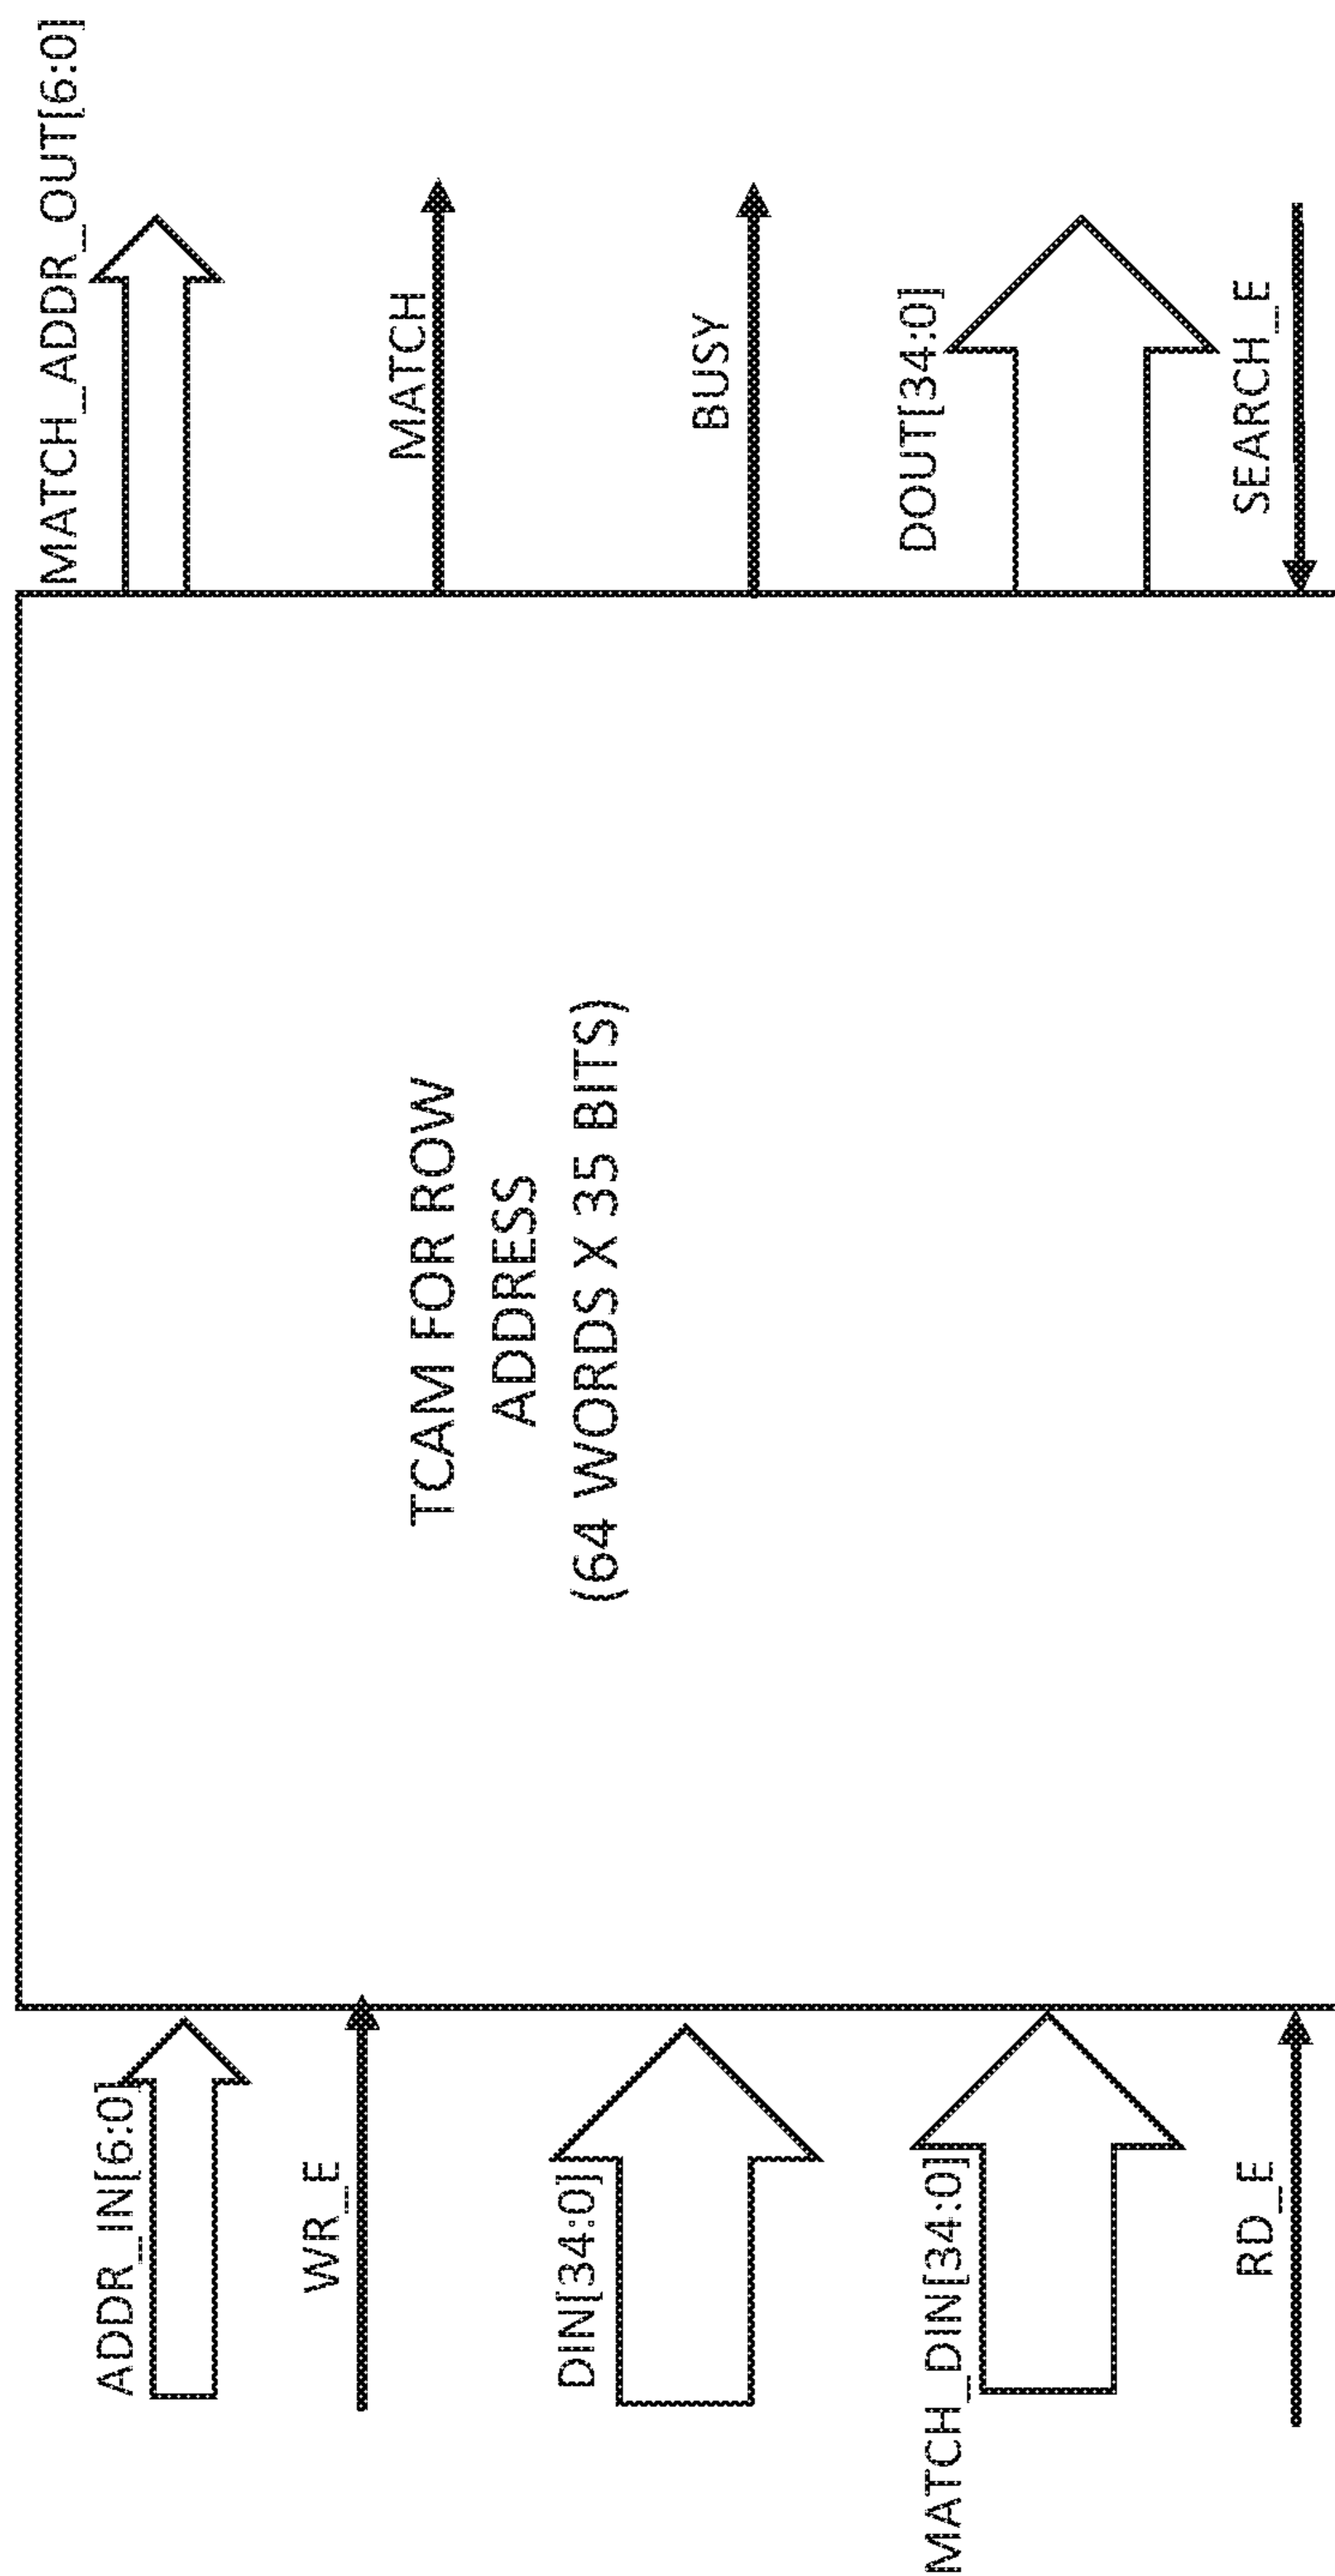 ADDR_IN[6:0]
WR_E
DIN[34:0]
MATCH_DIN[34:0]
RD_E
TCAM FOR ROW
ADDRESS
(64 WORDS X 35 BITS)
MATCH_ADDR_OUT[6:0]
MATCH
BUSY
DOUT[34:0]
SEARCH_E